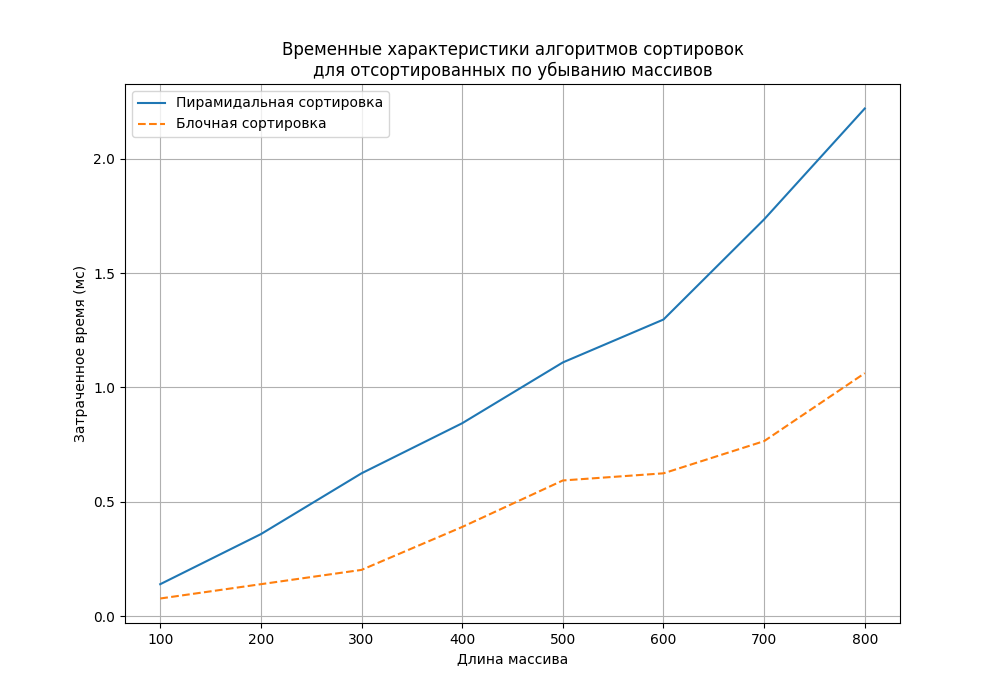 Временные характеристики алгоритмов сортировок
для отсортированных по убыванию массивов
Пирамидальная сортировка
Блочная сортировка
2.0
1.5
1.0
0.5
0.0
Затраченное время (мс)
100 200 300 400 500 600 700 800
Длина массива